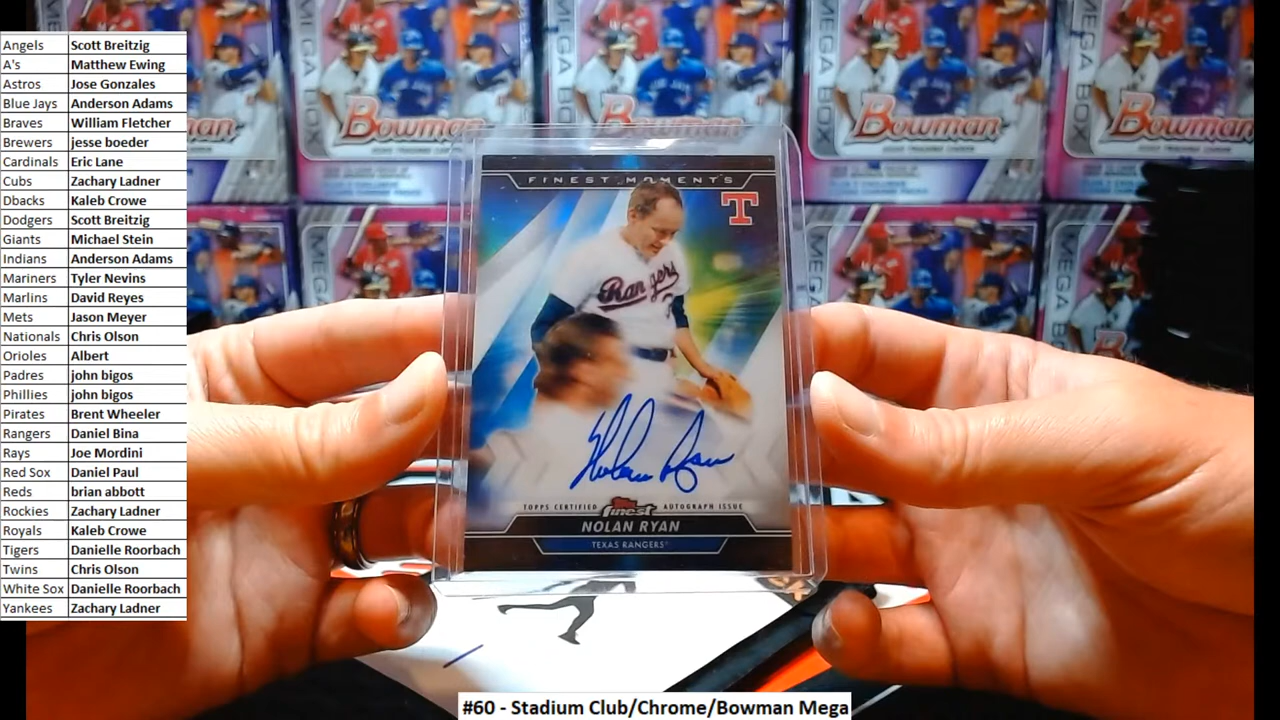 Angels Scott Breitzig
A's Matthew Ewing
Astros Jose Gonzales
Blue Jays Anderson Adams
Braves William Fletcher
Brewers jesse boeder
Cardinals Eric Lane
Cubs Zachary Ladner
Dbacks Kaleb Crowe
Dodgers Scott Breitzig
Giants Michael Stein
Indians Anderson Adams
Mariners Tyler Nevins
Marlins David Reyes
Mets Jason Meyer
Nationals Chris Olson
Orioles Albert
Padres john bigos
Phillies john bigos
Pirates Brent Wheeler
Rangers Daniel Bina
Rays Joe Mordini
Red Sox Daniel Paul
Reds brian abbott
Rockies Zachary Ladner
Royals Kaleb Crowe
Tigers Danielle Roorbach
Twins Chris Olson
White Sox Danielle Roorbach
Yankees Zachary Ladner
MEGA BOX
Bowman
Bowman
Bowman
Bowman
FINEST MOMENTS
T
Rangers
Nolan Ryan
TOPPS CERTIFIED Topps finest AUTOGRAPH ISSUE
NOLAN RYAN
TEXAS RANGERS
#60 - Stadium Club/Chrome/Bowman Mega